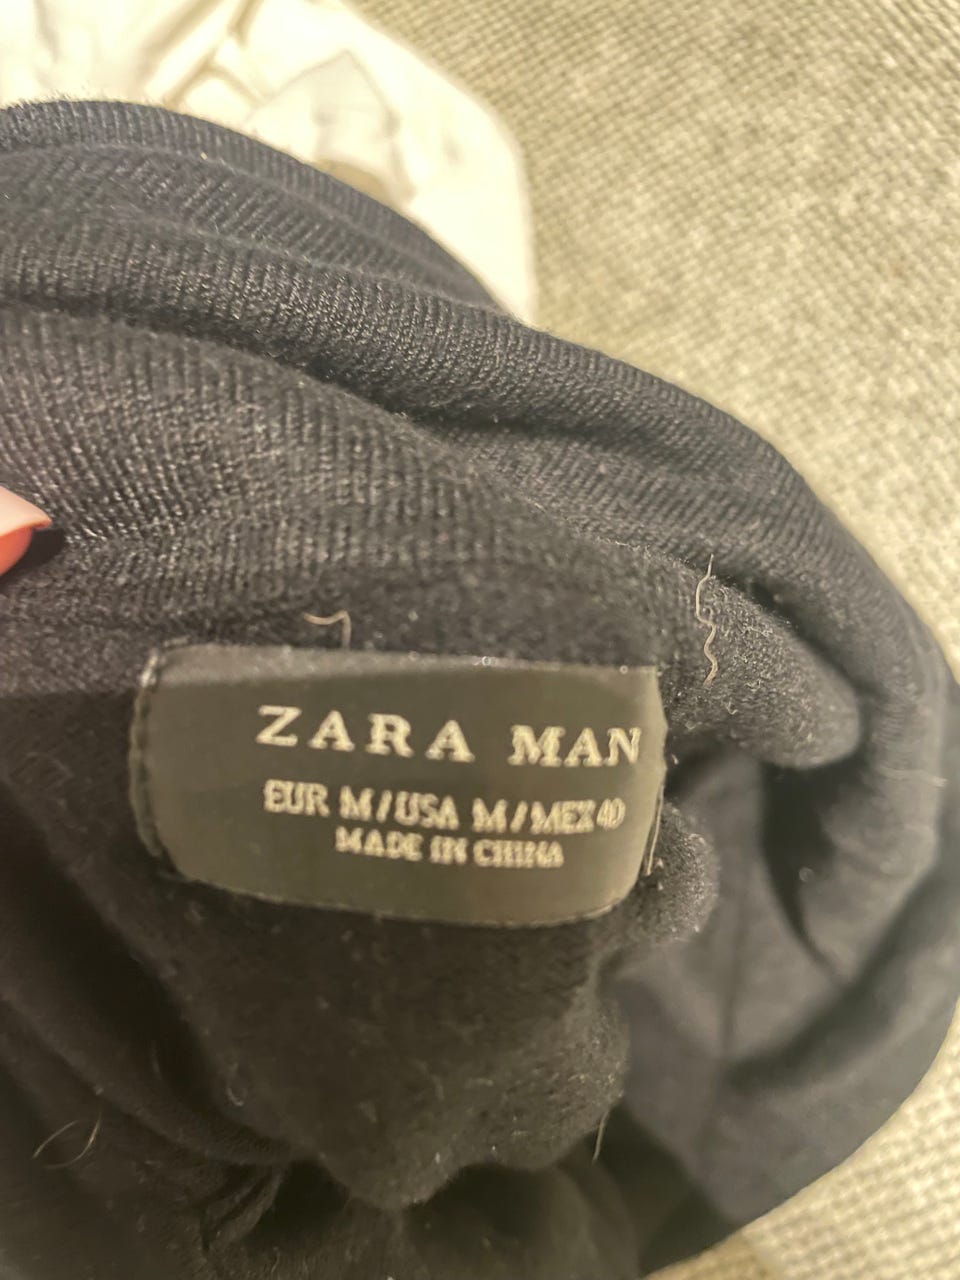 ZARA MAN
EUR M/USA M/MEX 40
MADE IN CHINA